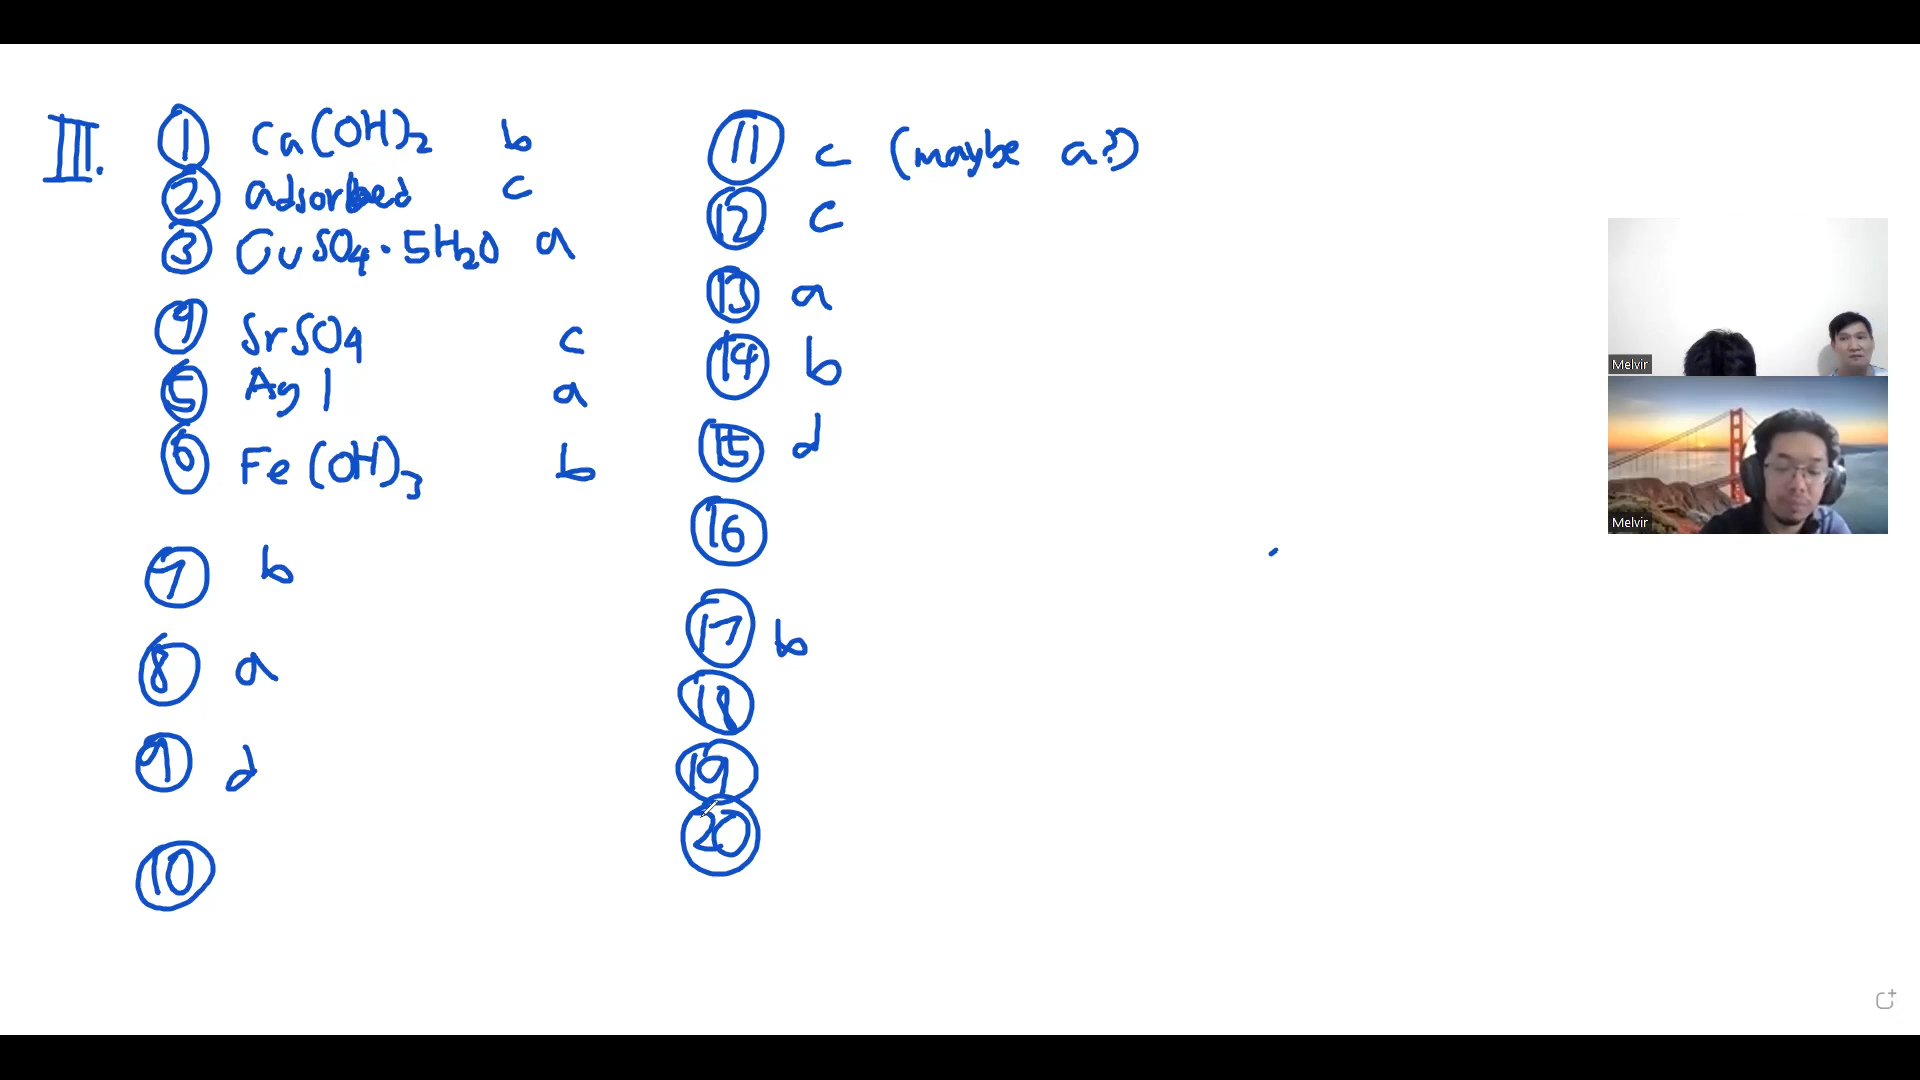 III.
① Ca(OH)₂ b
② adsorbed c
③ CuSO₄·5H₂O a
④ SrSO₄ c
⑤ AgI a
⑥ Fe(OH)₃ b
⑦ b
⑧ a
⑨ d
⑩
⑪ c (maybe a?)
⑫ c
⑬ a
⑭ b
⑮ d
⑯
⑰ b
⑱
⑲
⑳
Melvir
Melvir